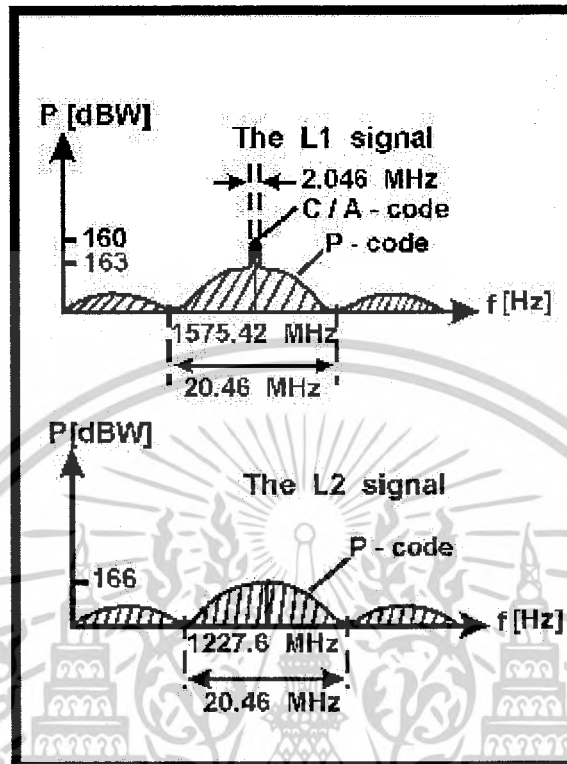 P [dBW]
The L1 signal
2.046 MHz
C / A - code
P - code
160
163
f [Hz]
1575.42 MHz
20.46 MHz
P[dBW]
The L2 signal
P - code
166
f [Hz]
1227.6 MHz
20.46 MHz